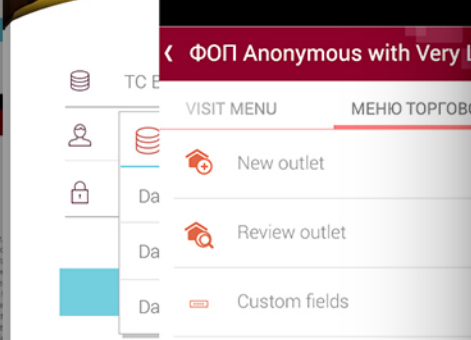 ФОП Anonymous with Very
VISIT MENU
МЕНЮ ТОРГОВО
New outlet
Review outlet
Custom fields
TC
Da
Da
Da